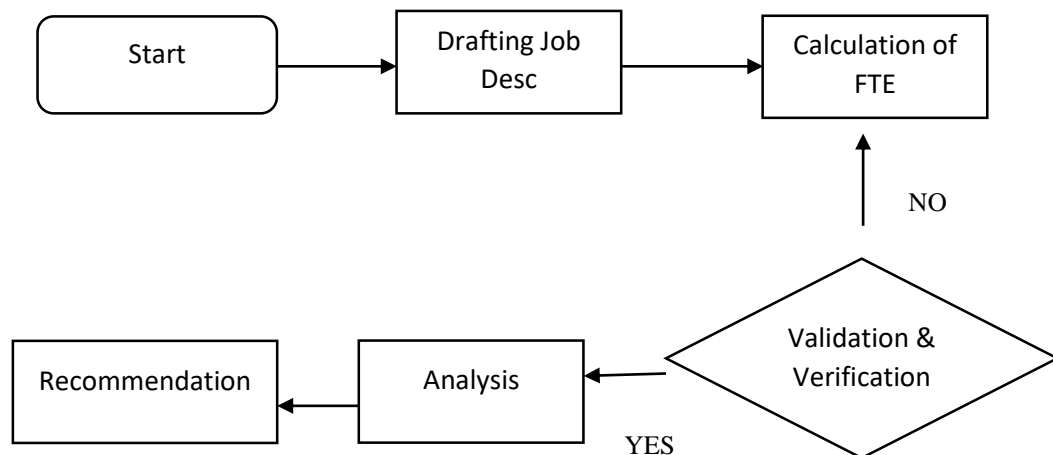 Start
Drafting Job
Desc
Calculation of
FTE
NO
Validation &
Verification
YES
Analysis
Recommendation